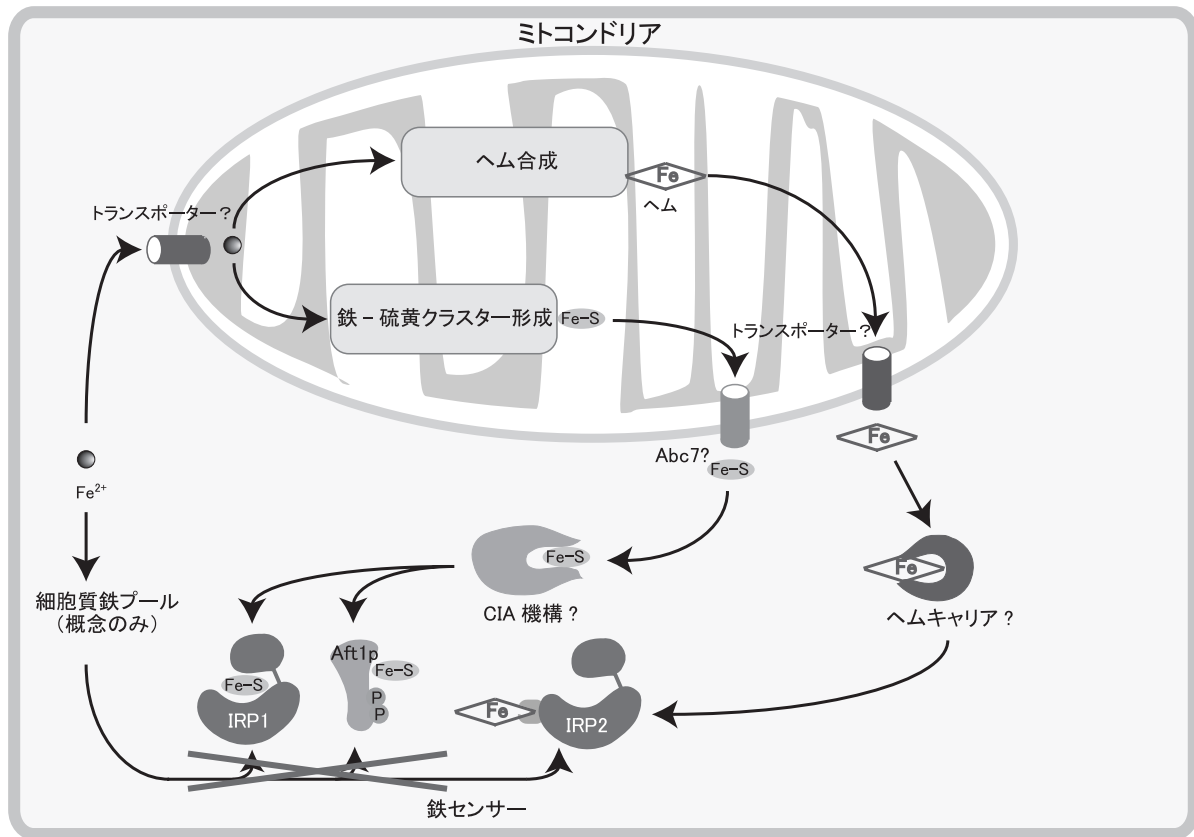 ミトコンドリア
ヘム合成
Fe
ヘム
トランスポーター?
鉄-硫黄クラスター形成
Fe-S
トランスポーター?
Fe
Abc7?
Fe-S
Fe2+
Fe-S
Fe
CIA 機構?
ヘムキャリア?
細胞質鉄プール
(概念のみ)
Aft1p
Fe-S
Fe-S
P
P
Fe
IRP1
IRP2
鉄センサー